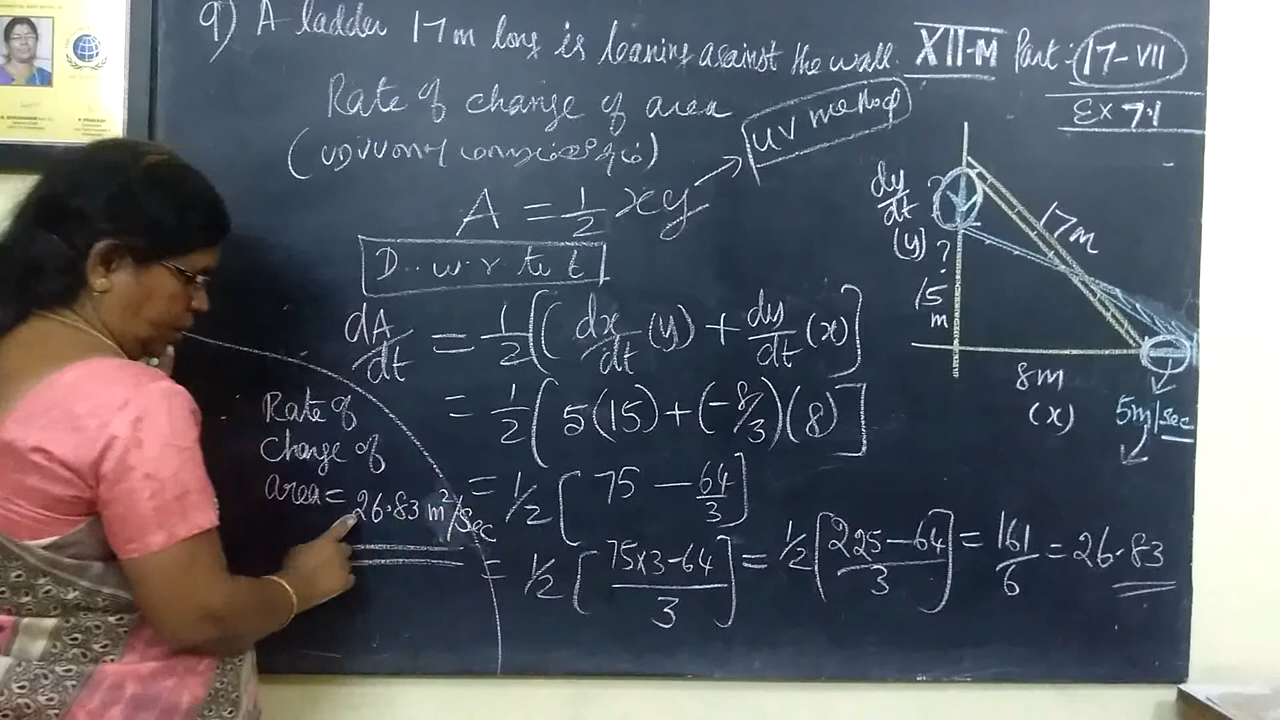 9) A ladder 17m long is leaning against the wall.
XII-M Part: 17-VII
Ex 7.1
Rate of change of area
A = 1/2 xy → uv method
D.. w. r to t
dA/dt = 1/2 [ dx/dt (y) + dy/dt (x) ]
= 1/2 [ 5(15) + (-8/3)(8) ]
= 1/2 [ 75 - 64/3 ]
= 1/2 [ 75x3-64 / 3 ] = 1/2 [ 225-64 / 3 ] = 161/6 = 26.83
Rate of
change of
area = 26.83 m²/sec
dy/dt ?
(y) ?
15
m
17m
8m
(x)
5m/sec